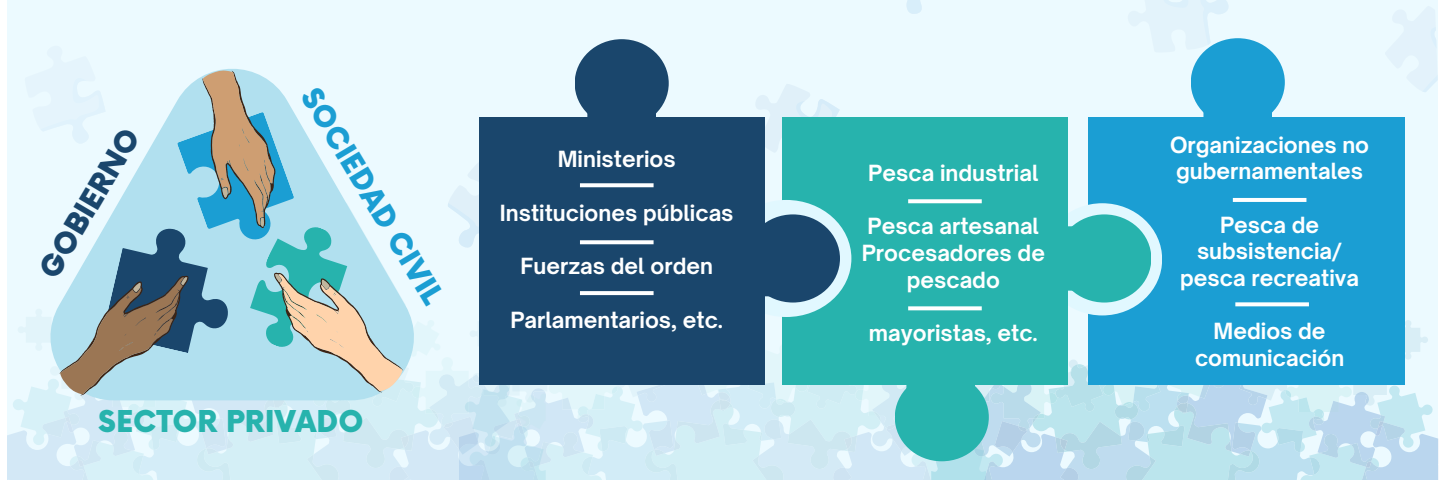 GOBIERNO
SOCIEDAD CIVIL
SECTOR PRIVADO
Ministerios
Instituciones públicas
Fuerzas del orden
Parlamentarios, etc.
Pesca industrial
Pesca artesanal
Procesadores de
pescado
mayoristas, etc.
Organizaciones no
gubernamentales
Pesca de
subsistencia/
pesca recreativa
Medios de
comunicación